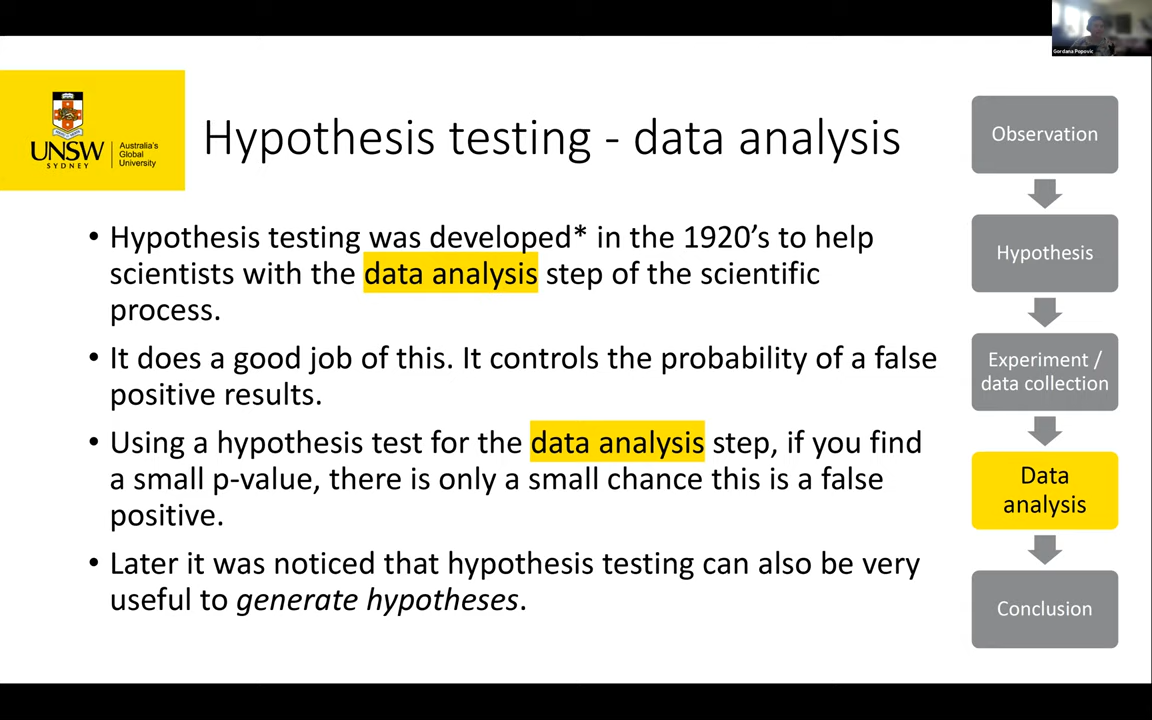 Gordana Popovic
UNSW
SYDNEY
Australia's
Global
University
Hypothesis testing - data analysis
• Hypothesis testing was developed* in the 1920's to help
scientists with the data analysis step of the scientific
process.
• It does a good job of this. It controls the probability of a false
positive results.
• Using a hypothesis test for the data analysis step, if you find
a small p-value, there is only a small chance this is a false
positive.
• Later it was noticed that hypothesis testing can also be very
useful to generate hypotheses.
Observation
Hypothesis
Experiment /
data collection
Data
analysis
Conclusion